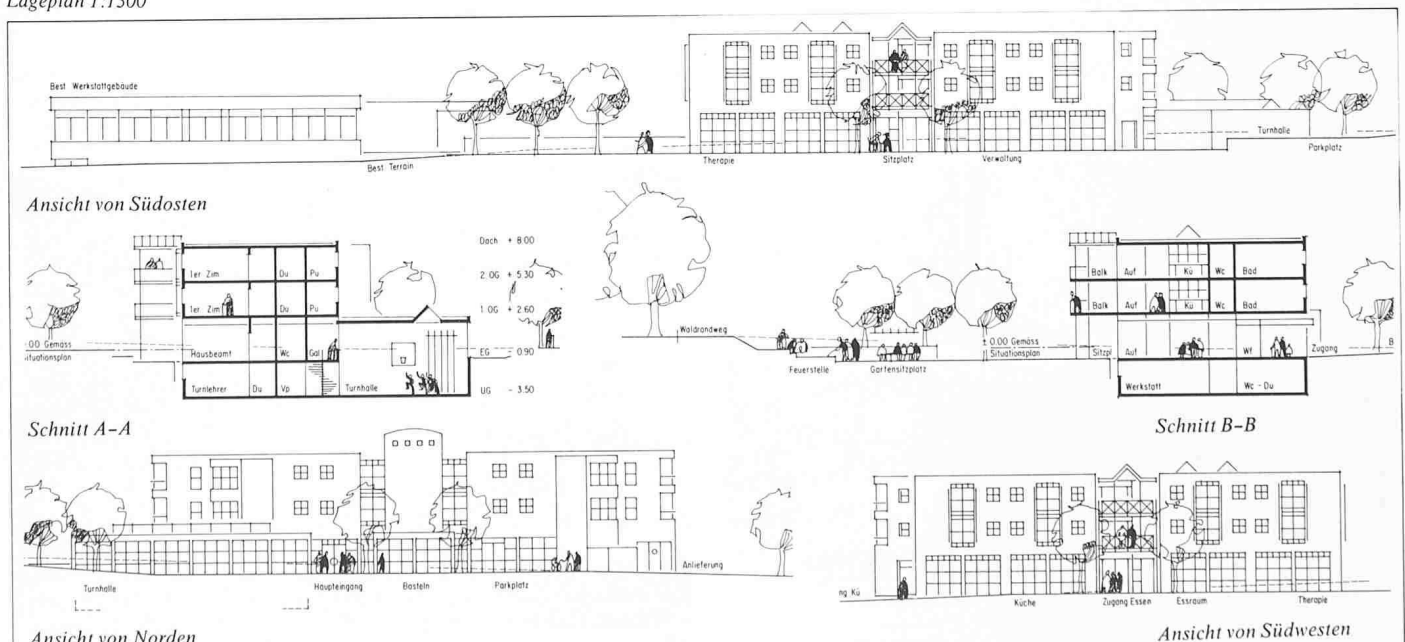 Lageplan 1:1500
Best. Werkstattgebäude
Best. Terrain
Therapie
Sitzplatz
Verwaltung
Turnhalle
Parkplatz
Ansicht von Südosten
1er Zim Du Pu
1er Zim Du Pu
Hausbeamt Wc Gal
Turnlehrer Du Vp Turnhalle
Gemäss
Dach + 8.00
2. OG + 5.30
1. OG + 2.60
EG - 0.90
UG - 3.50
Schnitt A–A
Waldrandweg
Feuerstelle
Gartensitzplatz
± 0.00 Gemäss
Situationsplan
Balk Auf Kü Wc Bad
Balk Auf Kü Wc Bad
Sitzpl Auf Wf Zugang
Werkstatt Wc - Du
Schnitt B–B
Turnhalle
Haupteingang
Basteln
Parkplatz
Anlieferung
Ansicht von Norden
ng Kü
Küche
Zugang Essen
Essraum
Therapie
Ansicht von Südwesten